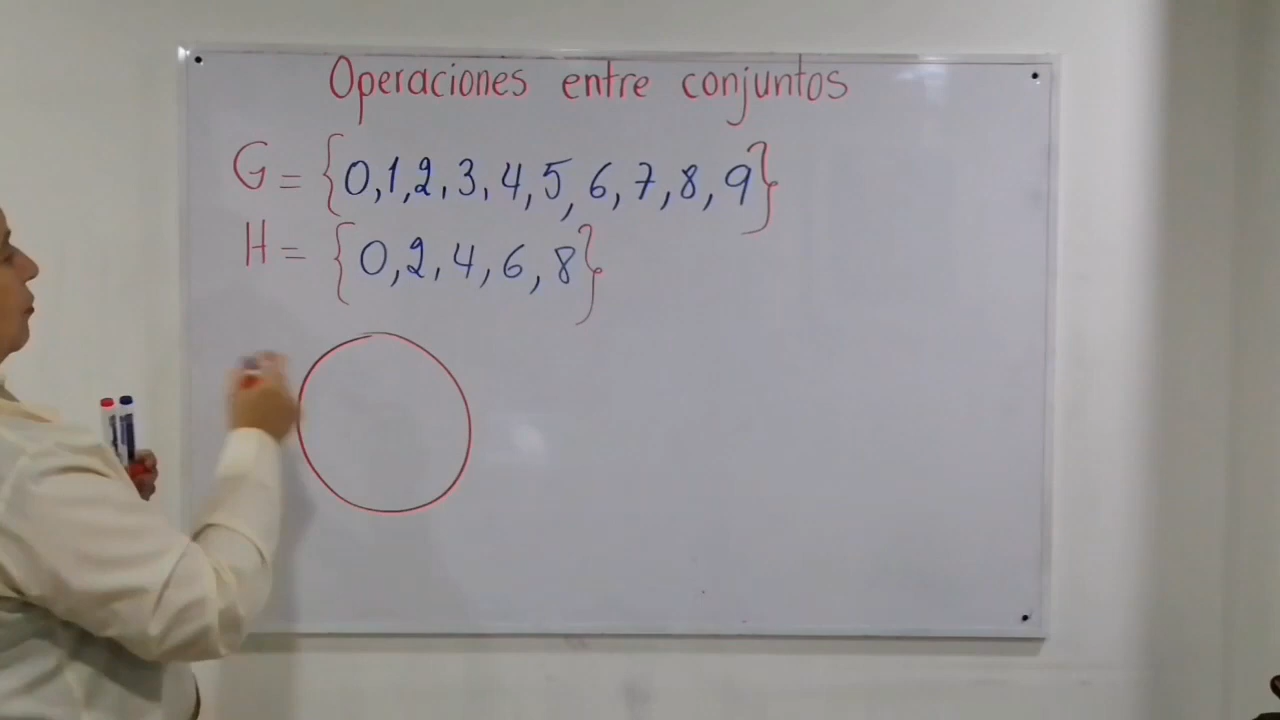 Operaciones entre conjuntos
G = {0,1,2,3,4,5,6,7,8,9}
H = {0,2,4,6,8}